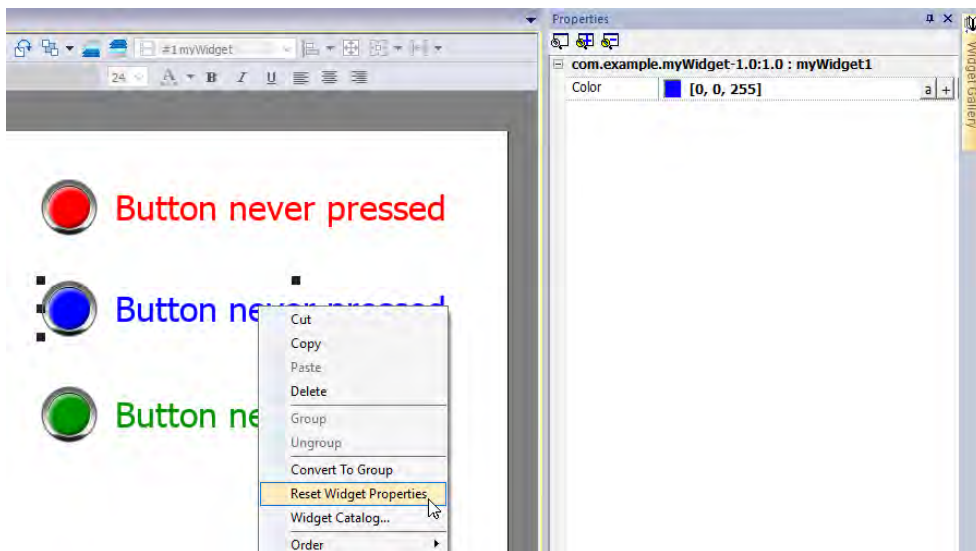 Properties
#1 myWidget
24 A B I U
com.example.myWidget-1.0:1.0 : myWidget1
Color [0, 0, 255] a +
Widget Gallery
Button never pressed
Button never pressed
Cut
Copy
Paste
Delete
Button ne
Group
Ungroup
Convert To Group
Reset Widget Properties
Widget Catalog...
Order